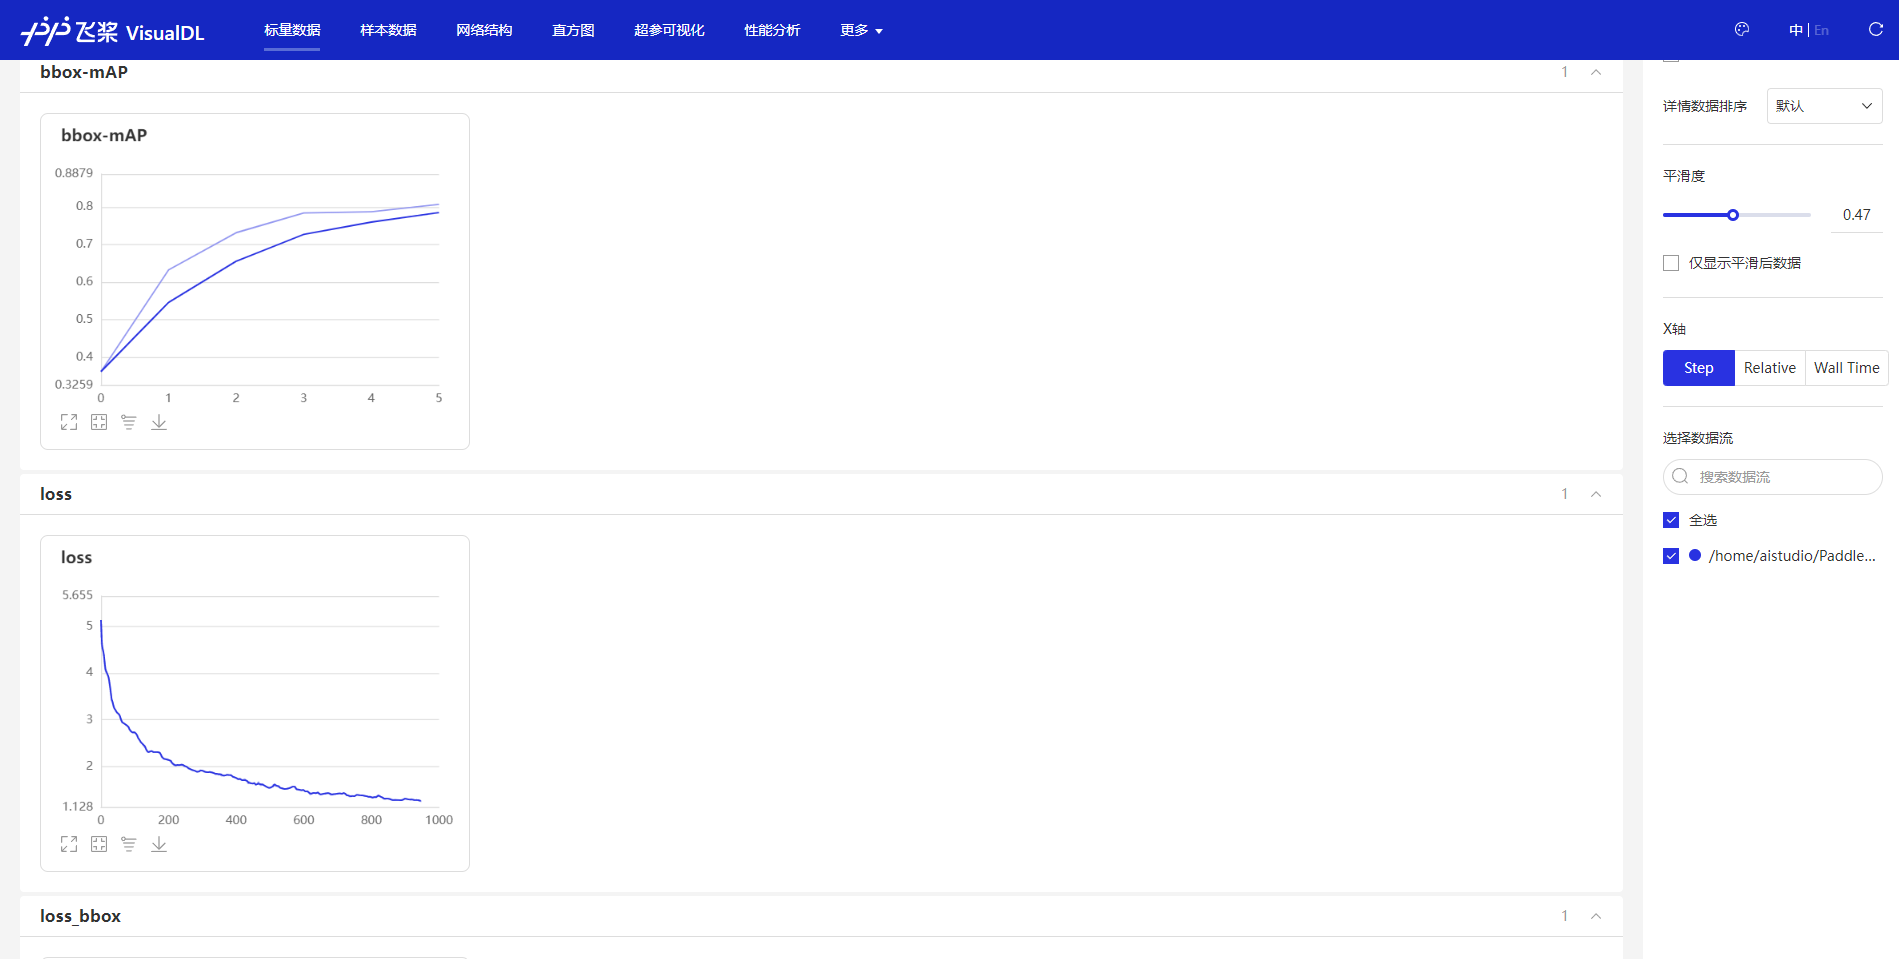 飞桨 VisualDL 标量数据 样本数据 网络结构 直方图 超参可视化 性能分析 更多 中 | En
bbox-mAP 1
bbox-mAP
0.8879
0.8
0.7
0.6
0.5
0.4
0.3259
0 1 2 3 4 5
loss 1
loss
5.655
5
4
3
2
1.128
0 200 400 600 800 1000
loss_bbox 1
详情数据排序 默认
平滑度
0.47
仅显示平滑后数据
X轴
Step Relative Wall Time
选择数据流
搜索数据流
全选
/home/aistudio/Paddle...